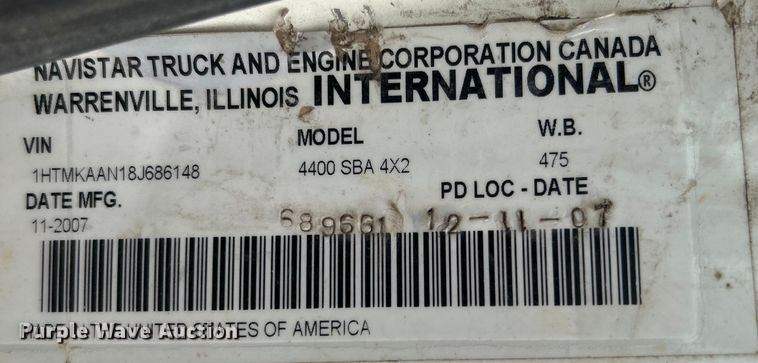 NAVISTAR TRUCK AND ENGINE CORPORATION CANADA
WARRENVILLE, ILLINOIS INTERNATIONAL®
VIN MODEL W.B.
1HTMKAAN18J686148 4400 SBA 4X2 475
DATE MFG. PD LOC - DATE
11-2007 689661 12-11-07
STATES OF AMERICA
Purple Wave Auction